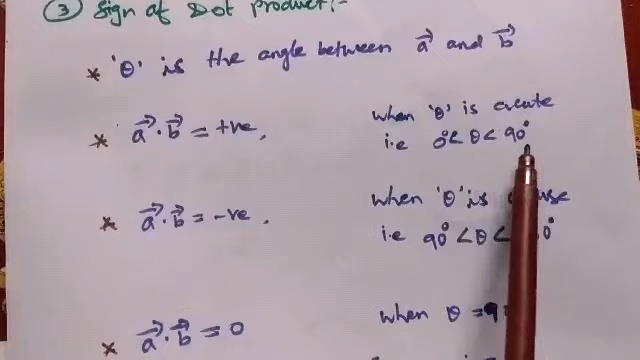 ③ Sign of Dot product:-
* 'θ' is the angle between a⃗ and b⃗
* a⃗.b⃗ = +ve, when 'θ' is acute
i.e 0° < θ < 90°
* a⃗.b⃗ = -ve, when 'θ' is
i.e 90° < θ <
* a⃗.b⃗ = 0 when θ =